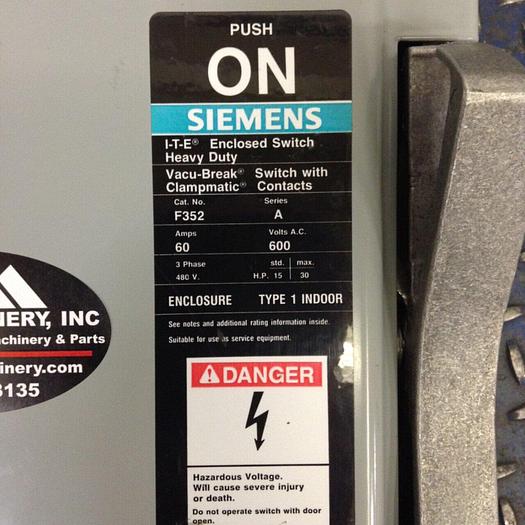 PUSH
ON
SIEMENS
I-T-E® Enclosed Switch
Heavy Duty
Vacu-Break® Switch with
Clampmatic® Contacts
Cat. No. Series
F352 A
Amps Volts A.C.
60 600
3 Phase std. max.
480 V. H.P. 15 30
ENCLOSURE TYPE 1 INDOOR
See notes and additional rating information inside.
Suitable for use as service equipment.
DANGER
Hazardous Voltage.
Will cause severe injury
or death.
Do not operate switch with door
open.
NERY, INC
achinery & Parts
inery.com
3135